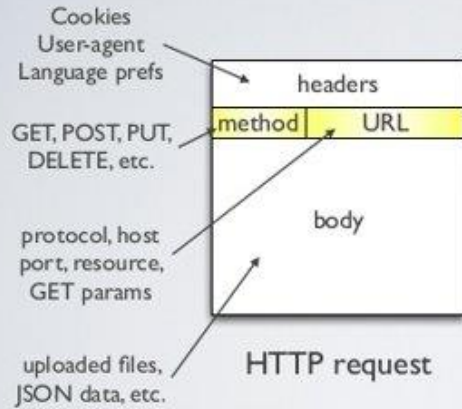 Cookies
User-agent
Language prefs
headers
GET, POST, PUT,
DELETE, etc.
method
URL
body
protocol, host
port, resource,
GET params
uploaded files,
JSON data, etc.
HTTP request